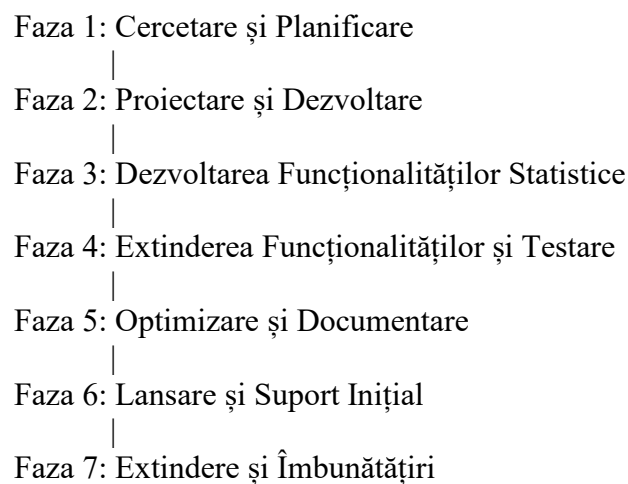 Faza 1: Cercetare și Planificare
|
Faza 2: Proiectare și Dezvoltare
|
Faza 3: Dezvoltarea Funcționalităților Statistice
|
Faza 4: Extinderea Funcționalităților și Testare
|
Faza 5: Optimizare și Documentare
|
Faza 6: Lansare și Suport Inițial
|
Faza 7: Extindere și Îmbunătățiri